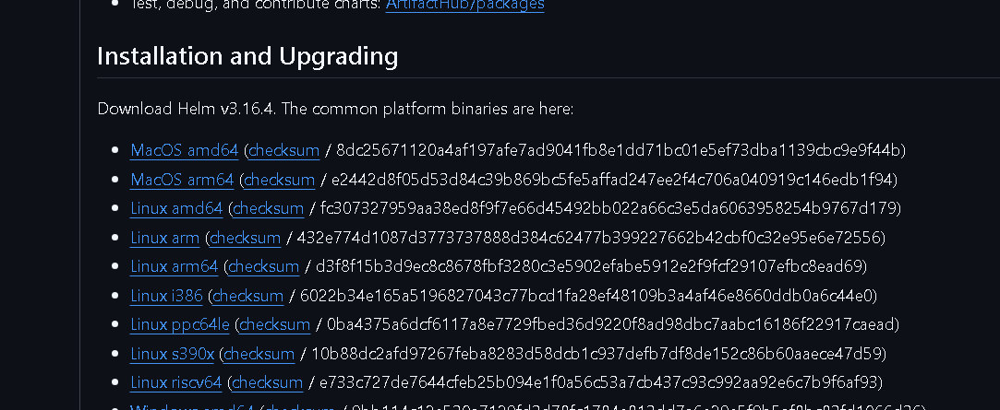 Test, debug, and contribute charts: ArtifactHub/packages
Installation and Upgrading
Download Helm v3.16.4. The common platform binaries are here:
MacOS amd64 (checksum / 8dc25671120a4af197afe7ad9041fb8e1dd71bc01e5ef73dba1139cbc9e9f44b)
MacOS arm64 (checksum / e2442d8f05d53d84c39b869bc5fe5affad247ee2f4c706a040919c146edb1f94)
Linux amd64 (checksum / fc307327959aa38ed8f9f7e66d45492bb022a66c3e5da6063958254b9767d179)
Linux arm (checksum / 432e774d1087d3773737888d384c62477b399227662b42cbf0c32e95e6e72556)
Linux arm64 (checksum / d3f8f15b3d9ec8c8678fbf3280c3e5902efabe5912e2f9fcf29107efbc8ead69)
Linux i386 (checksum / 6022b34e165a5196827043c77bcd1fa28ef48109b3a4af46e8660ddb0a6c44e0)
Linux ppc64le (checksum / 0ba4375a6dcf6117a8e7729fbed36d9220f8ad98dbc7aabc16186f22917caead)
Linux s390x (checksum / 10b88dc2afd97267feba8283d58dcb1c937defb7df8de152c86b60aaece47d59)
Linux riscv64 (checksum / e733c727de7644cfeb25b094e1f0a56c53a7cb437c93c992aa92e6c7b9f6af93)
Windows amd64 (checksum /